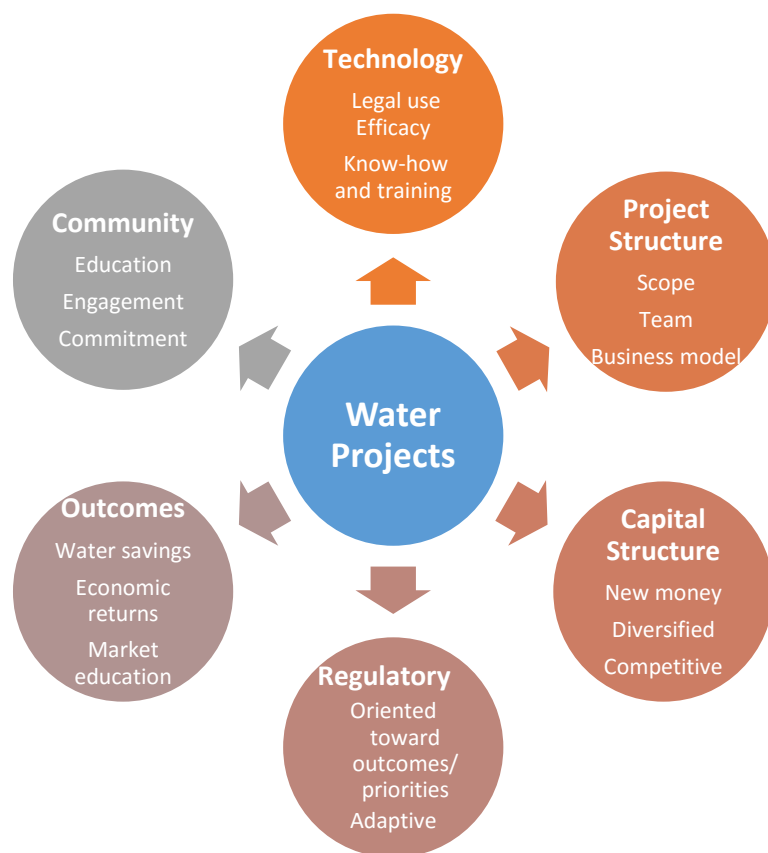 Technology
Legal use
Efficacy
Know-how
and training
Project
Structure
Scope
Team
Business model
Capital
Structure
New money
Diversified
Competitive
Regulatory
Oriented
toward
outcomes/
priorities
Adaptive
Outcomes
Water savings
Economic
returns
Market
education
Community
Education
Engagement
Commitment
Water
Projects